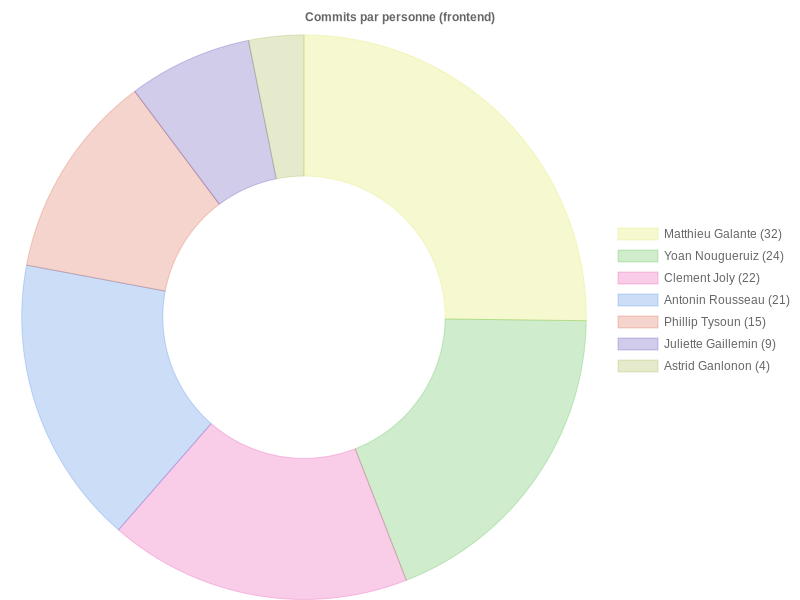 Commits par personne (frontend)
Matthieu Galante (32)
Yoan Nougueruiz (24)
Clement Joly (22)
Antonin Rousseau (21)
Phillip Tysoun (15)
Juliette Gaillemin (9)
Astrid Ganlonon (4)